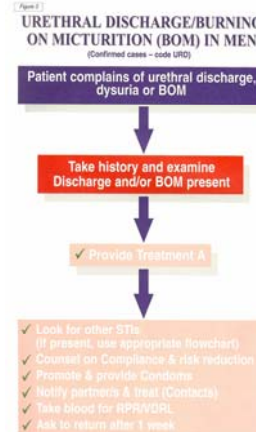 Figure 5
URETHRAL DISCHARGE/BURNING
ON MICTURITION (BOM) IN MEN
(Confirmed cases – code URD)
Patient complains of urethral discharge,
dysuria or BOM
Take history and examine
Discharge and/or BOM present
✓ Provide Treatment A
✓ Look for other STIs
(If present, use appropriate flowchart)
✓ Counsel on Compliance & risk reduction
✓ Promote & provide Condoms
✓ Notify partners & treat (Contacts)
✓ Take blood for RPR/VDRL
✓ Ask to return after 1 week